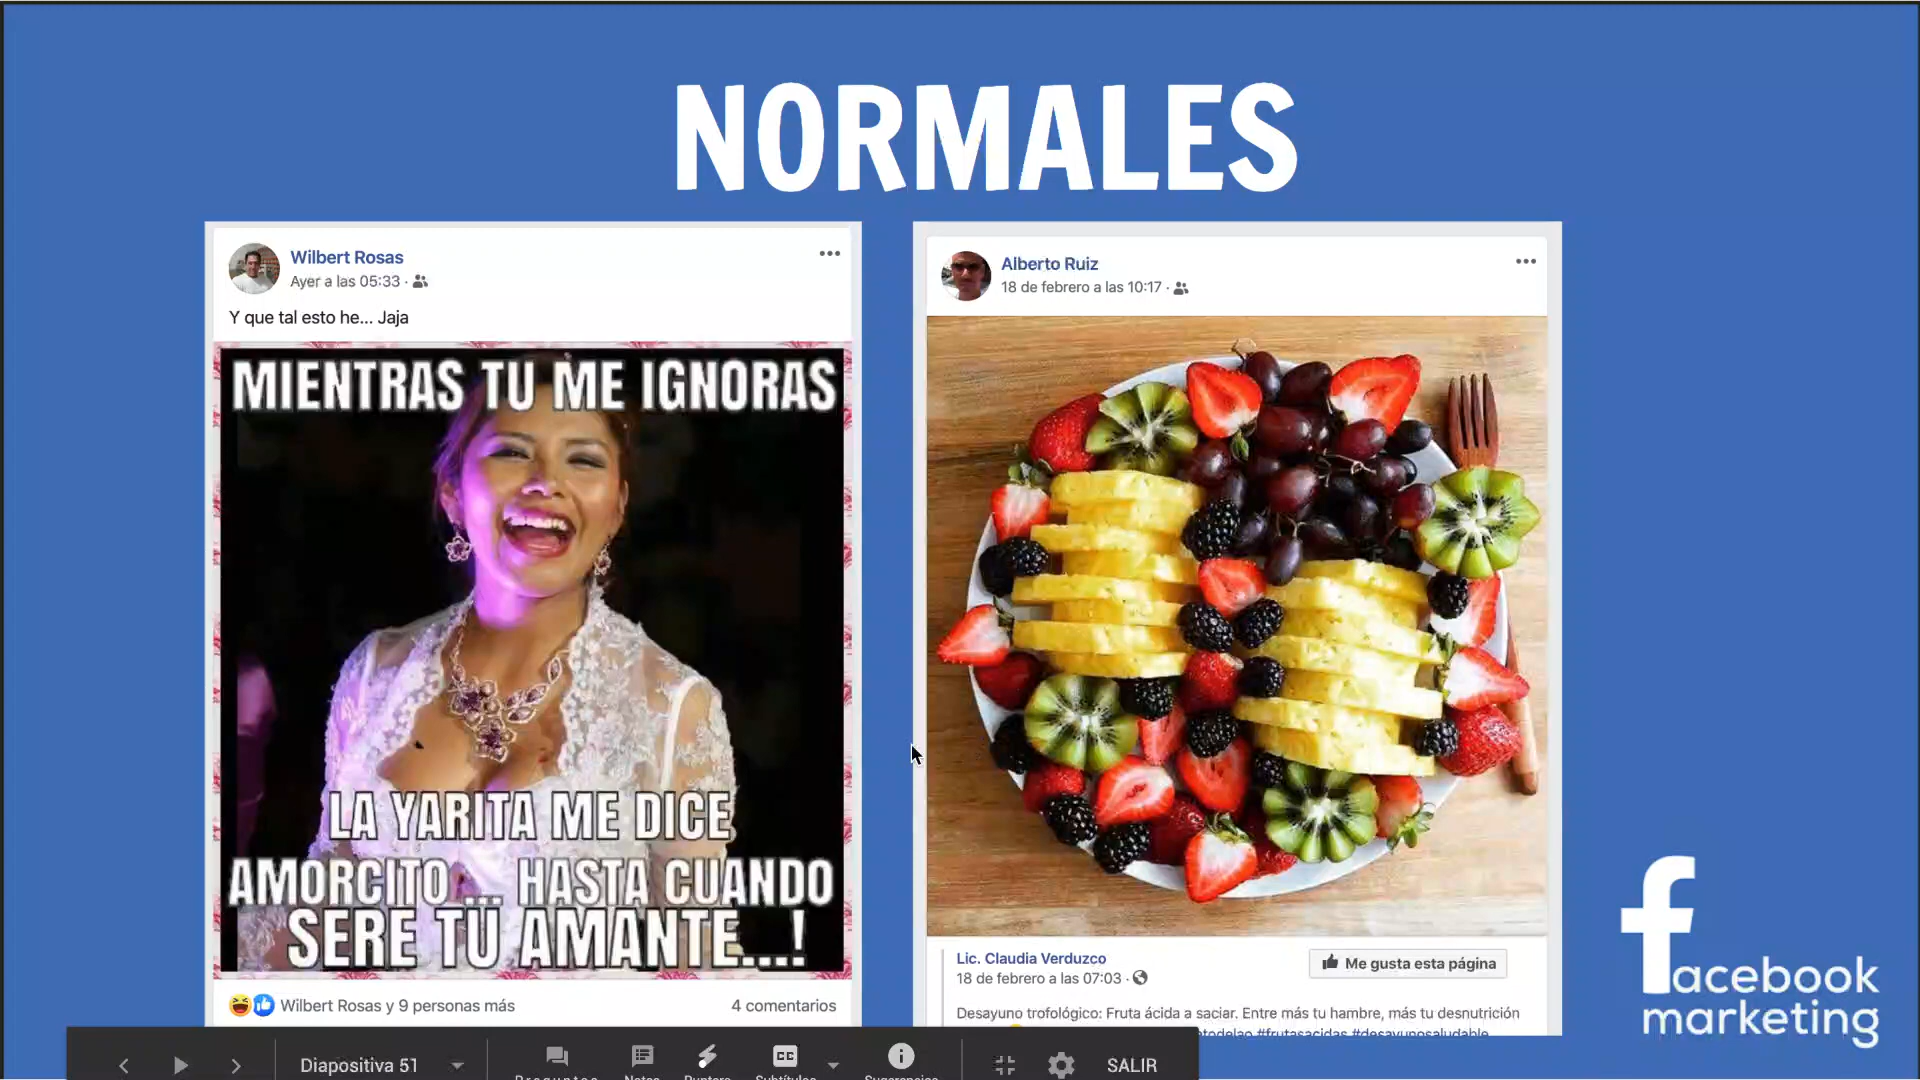 NORMALES
Wilbert Rosas
Ayer a las 05:33 ·
Y que tal esto he... Jaja
MIENTRAS TU ME IGNORAS
LA YARITA ME DICE
AMORCITO ... HASTA CUANDO
SERE TU AMANTE...!
Wilbert Rosas y 9 personas más
4 comentarios
Alberto Ruiz
18 de febrero a las 10:17 ·
Lic. Claudia Verduzco
18 de febrero a las 07:03 ·
Me gusta esta página
Desayuno trofológico: Fruta ácida a saciar. Entre más tu hambre, más tu desnutrición
#frutasacidas #desayunosaludable
facebook
marketing
Diapositiva 51
CC
SALIR